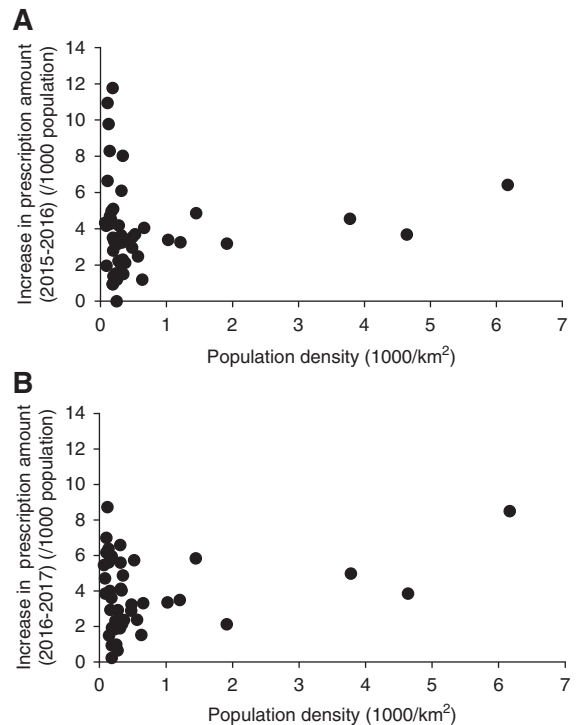 A
Increase in prescription amount
(2015-2016) (/1000 population)
14
12
10
8
6
4
2
0
0 1 2 3 4 5 6 7
Population density (1000/km²)
B
Increase in prescription amount
(2016-2017) (/1000 population)
14
12
10
8
6
4
2
0
0 1 2 3 4 5 6 7
Population density (1000/km²)